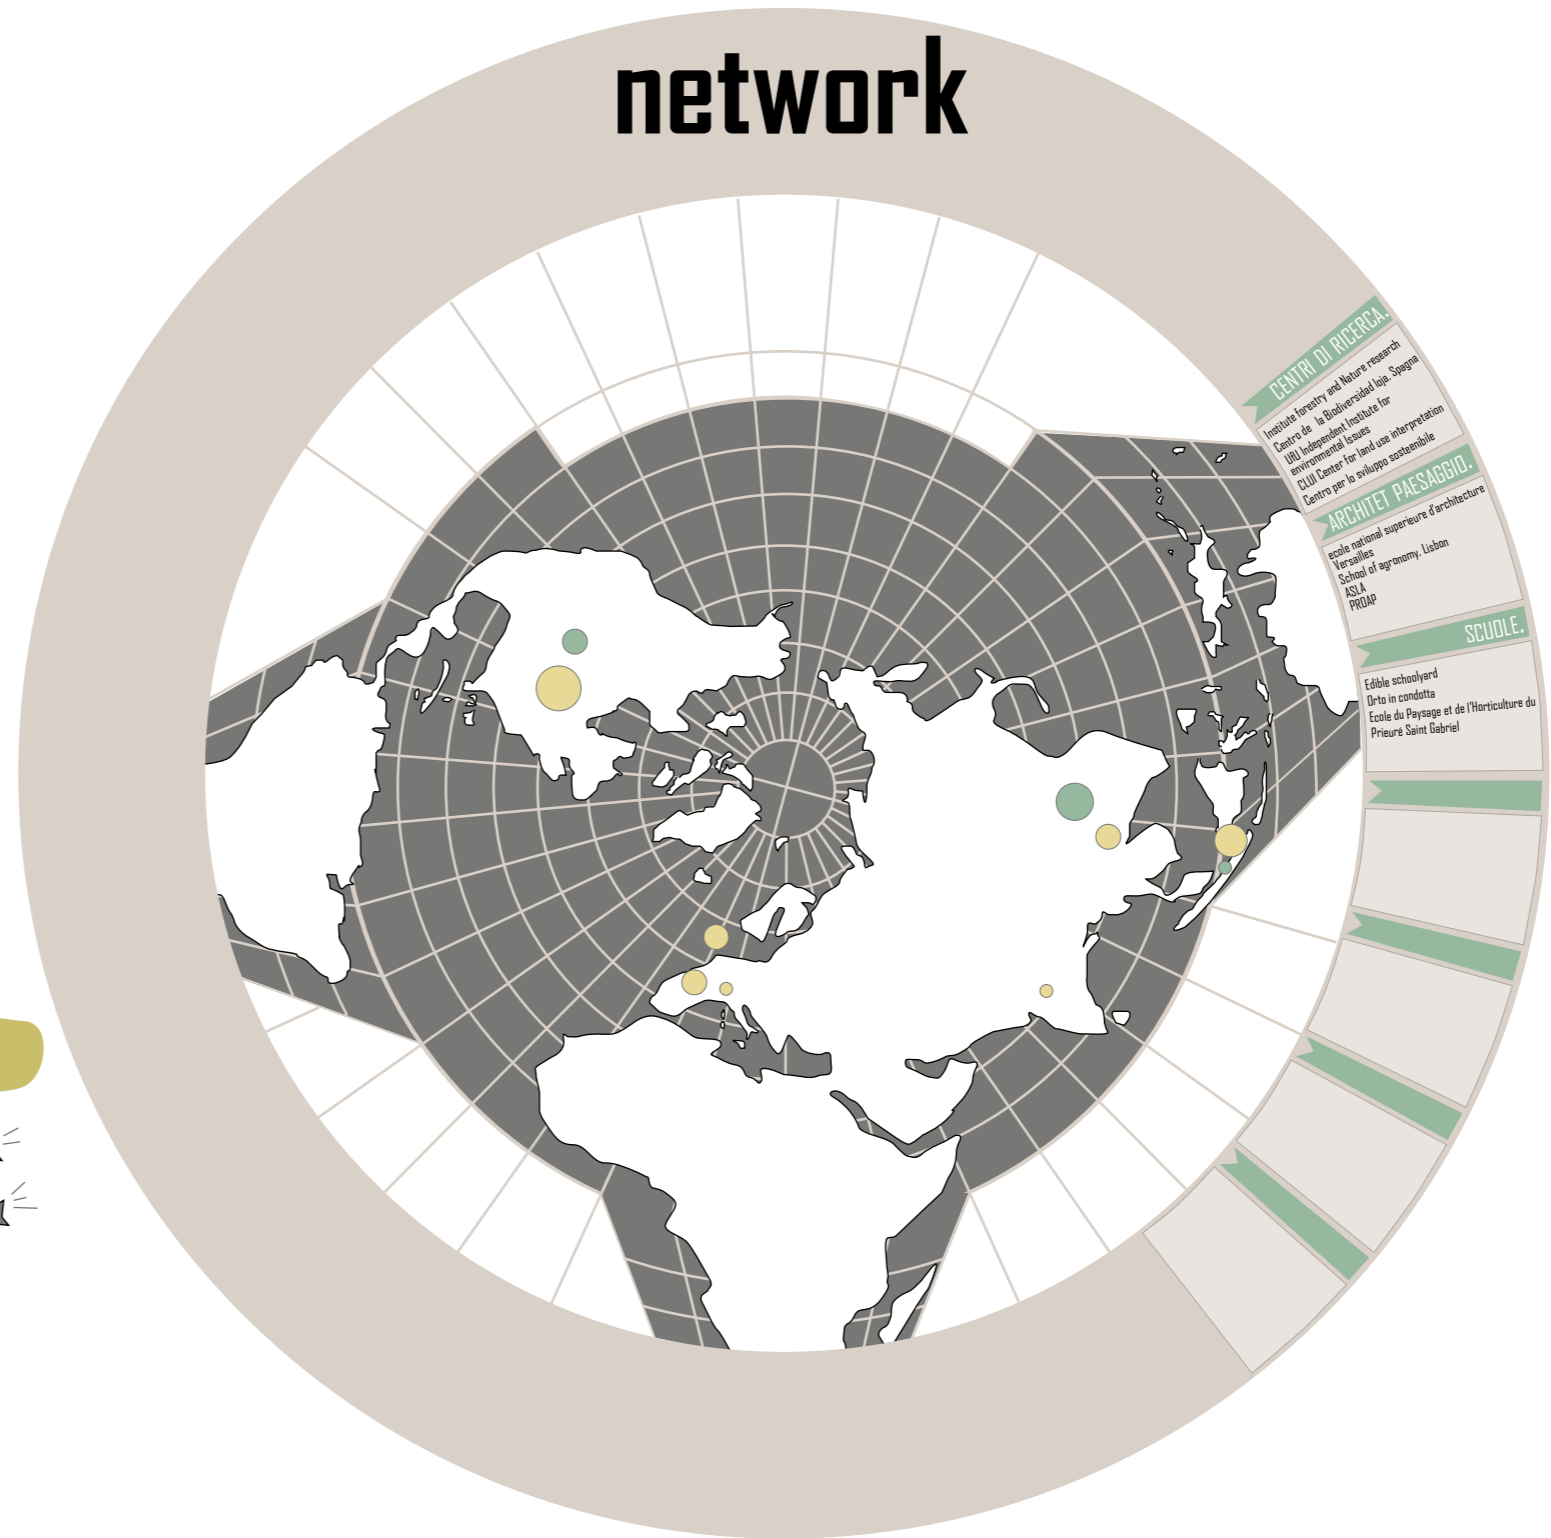 network
CENTRI DI RICERCA.
Institute forestry and Nature research
Centro de la Biodiversidad loja. Spagna
UfU Independent Institute for
environmental Issues
CLUI Center for land use interpretation
Centro per lo sviluppo sostenibile
ARCHITET PAESAGGIO.
ecole national superieure d'architecture
Versailles
School of agronomy. Lisbon
ASLA
PROAP
SCUOLE.
Edible schoolyard
Orto in condotta
Ecole du Paysage et de l'Horticulture du
Prieuré Saint Gabriel